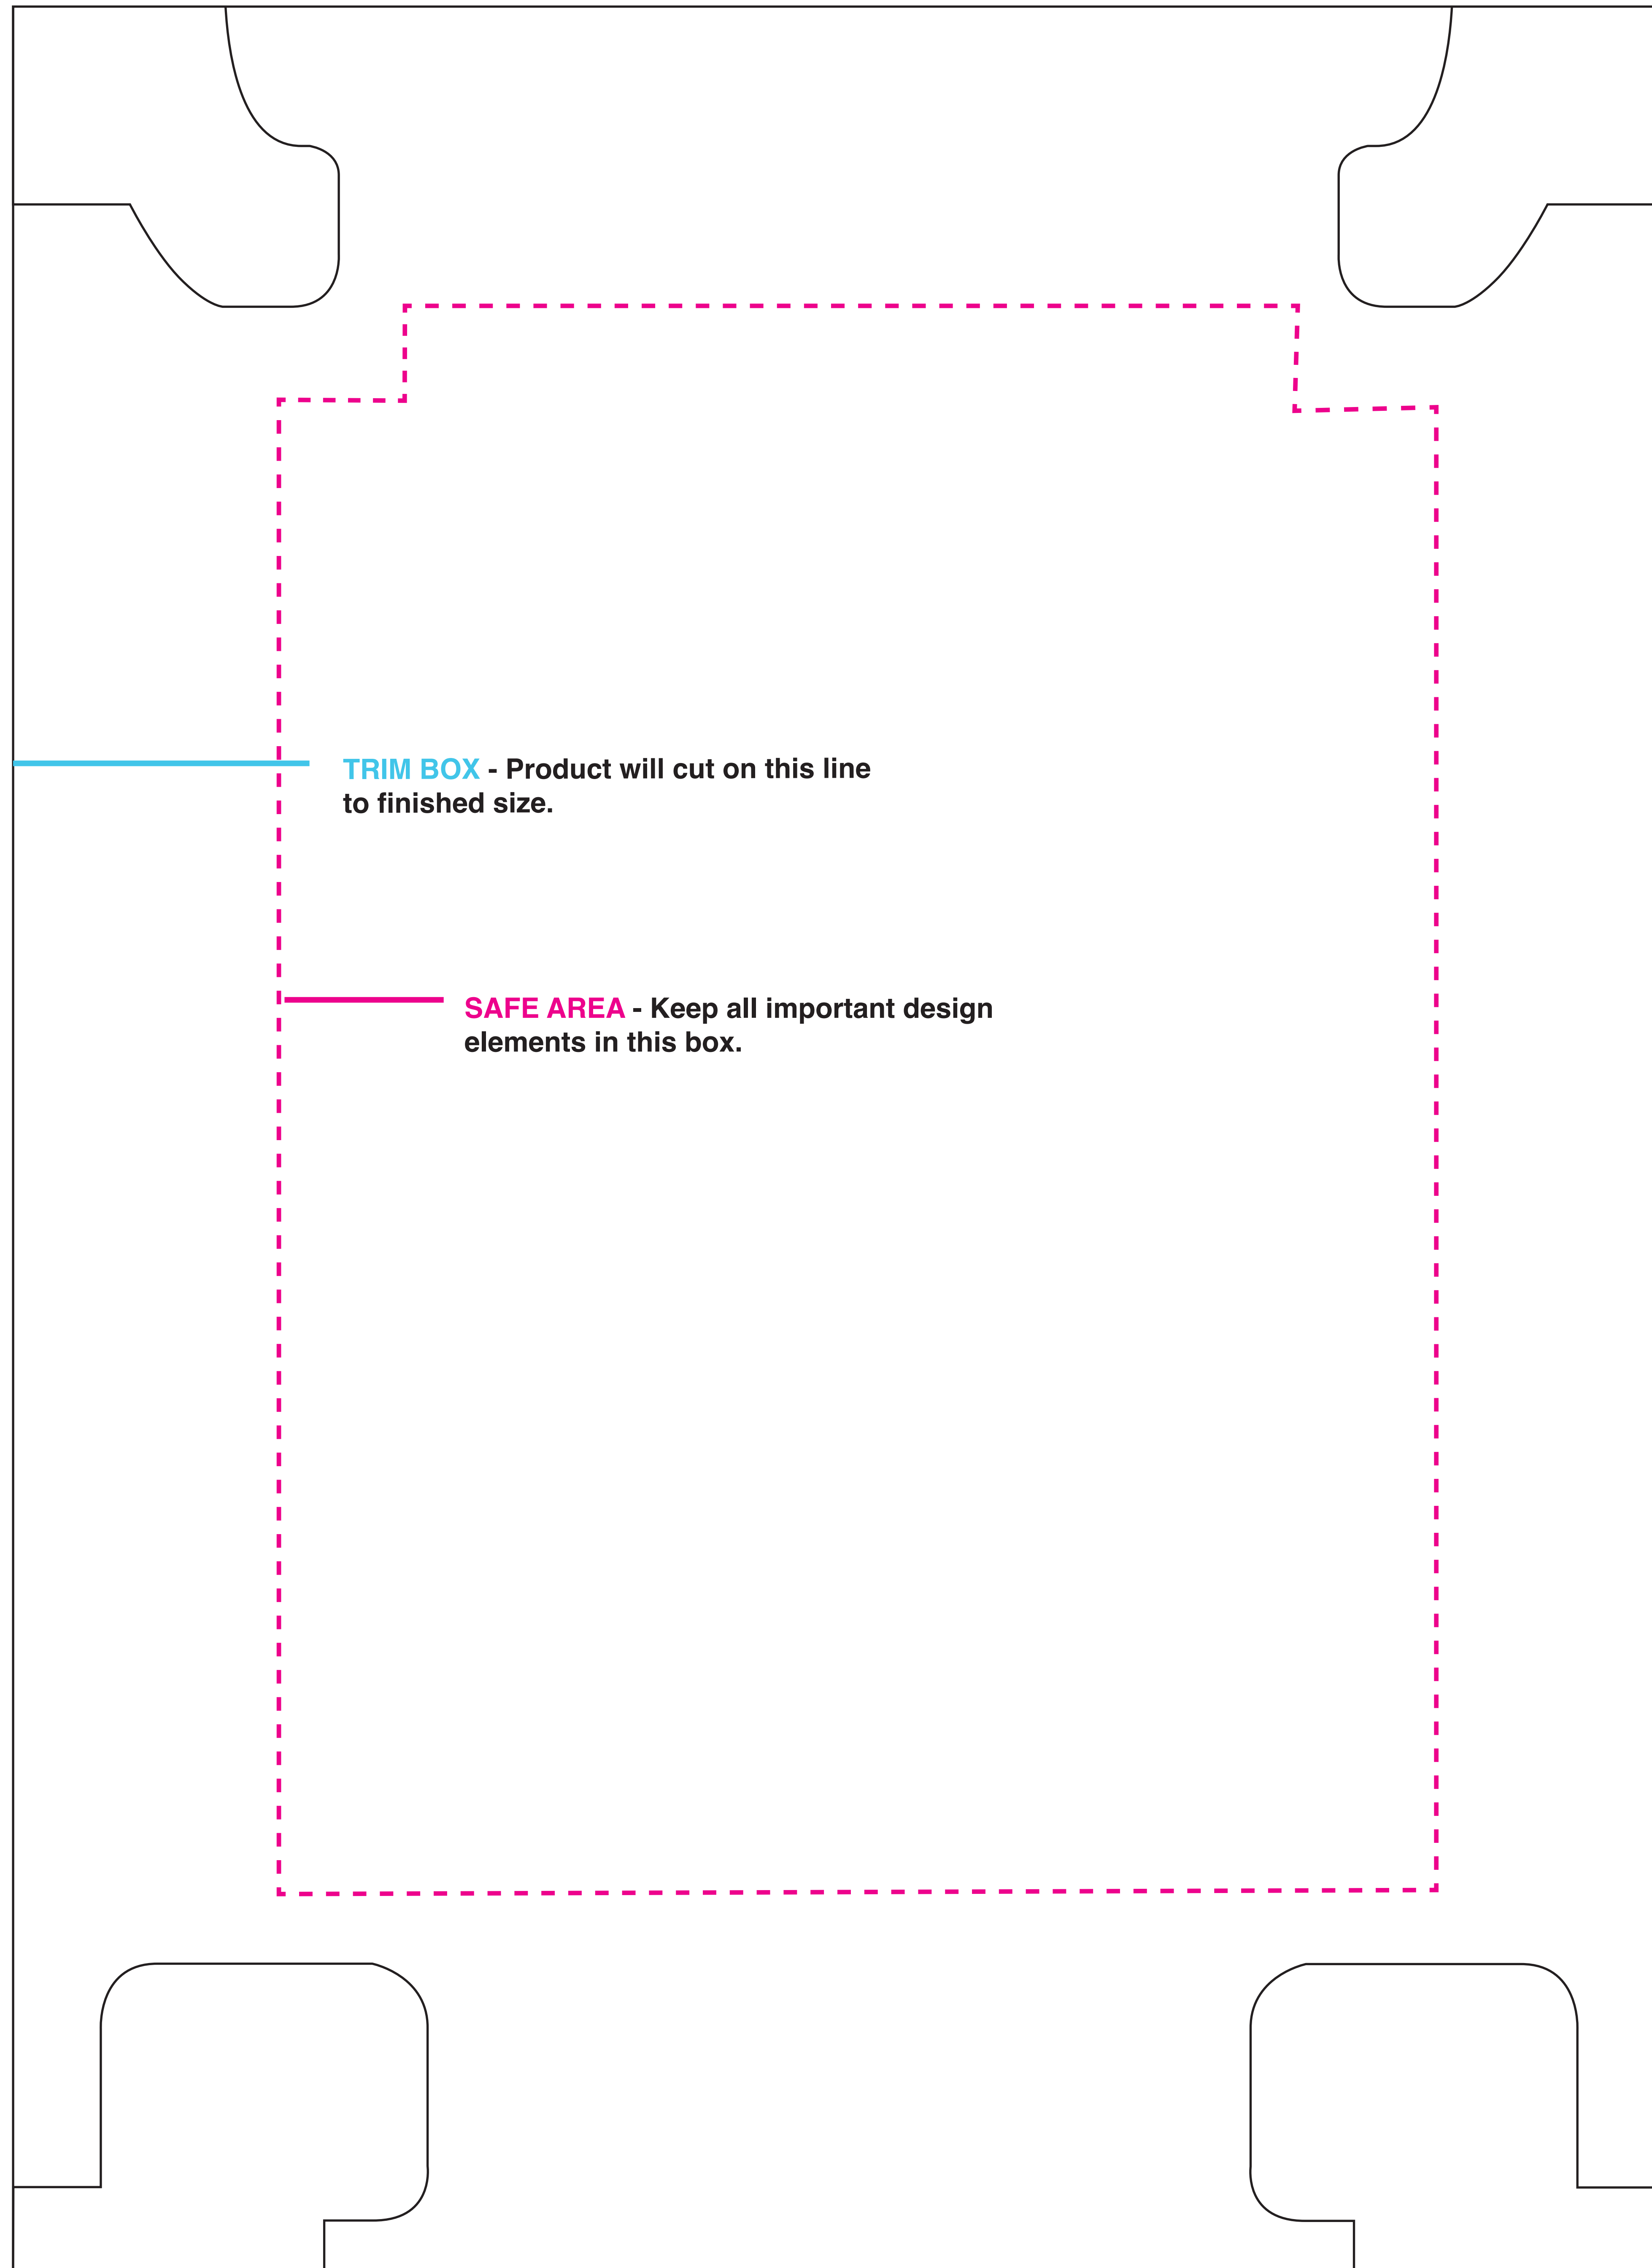 TRIM BOX - Product will cut on this line
to finished size.
SAFE AREA - Keep all important design
elements in this box.